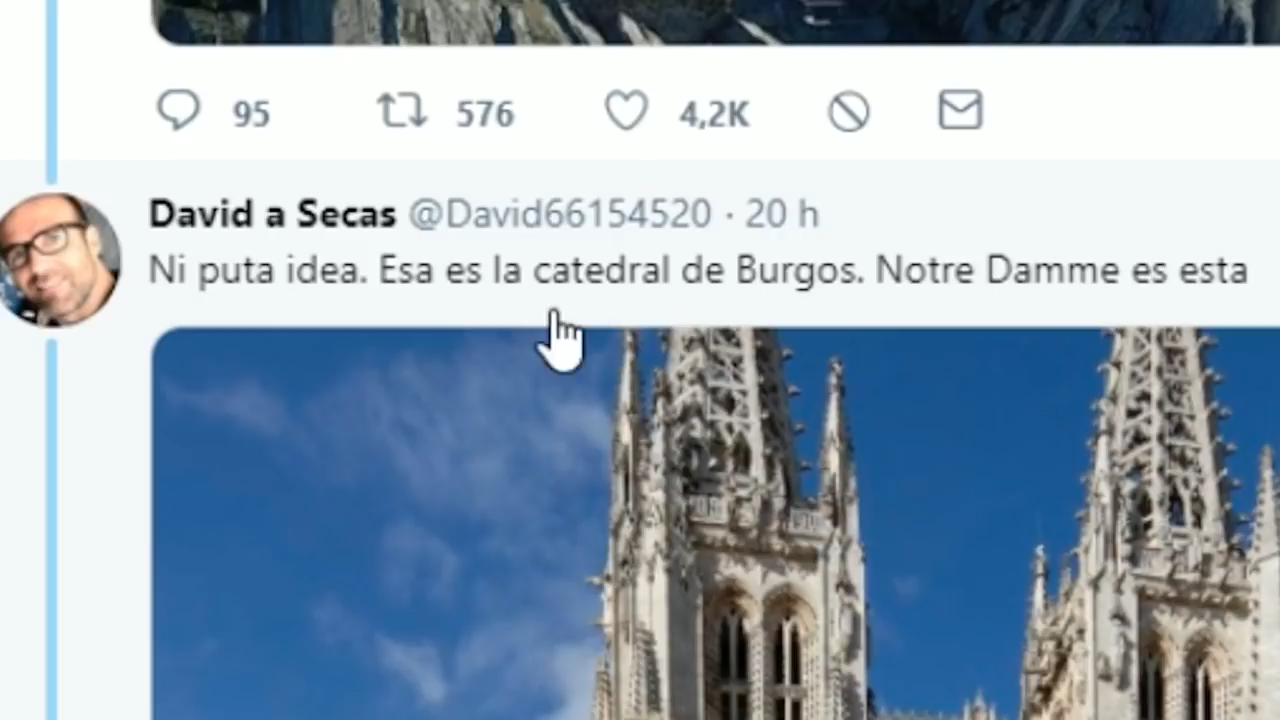 95 576 4,2K
David a Secas @David66154520 · 20 h
Ni puta idea. Esa es la catedral de Burgos. Notre Damme es esta